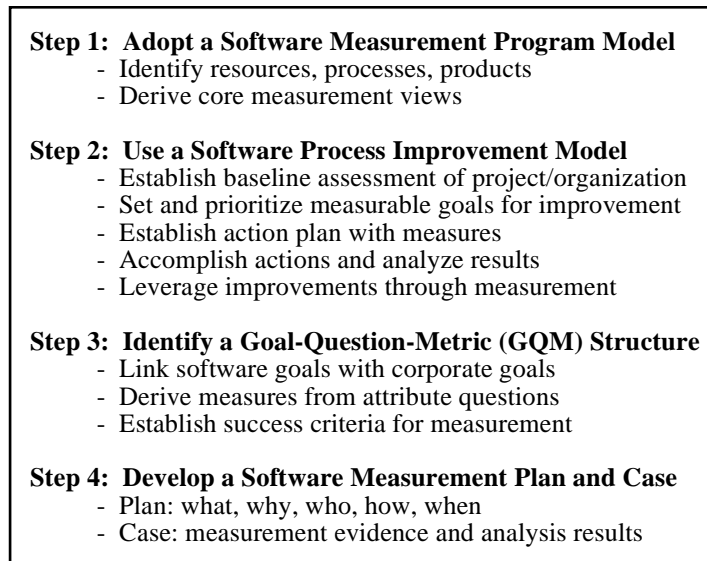 Step 1:  Adopt a Software Measurement Program Model
- Identify resources, processes, products
- Derive core measurement views
Step 2:  Use a Software Process Improvement Model
- Establish baseline assessment of project/organization
- Set and prioritize measurable goals for improvement
- Establish action plan with measures
- Accomplish actions and analyze results
- Leverage improvements through measurement
Step 3:  Identify a Goal-Question-Metric (GQM) Structure
- Link software goals with corporate goals
- Derive measures from attribute questions
- Establish success criteria for measurement
Step 4:  Develop a Software Measurement Plan and Case
- Plan: what, why, who, how, when
- Case: measurement evidence and analysis results